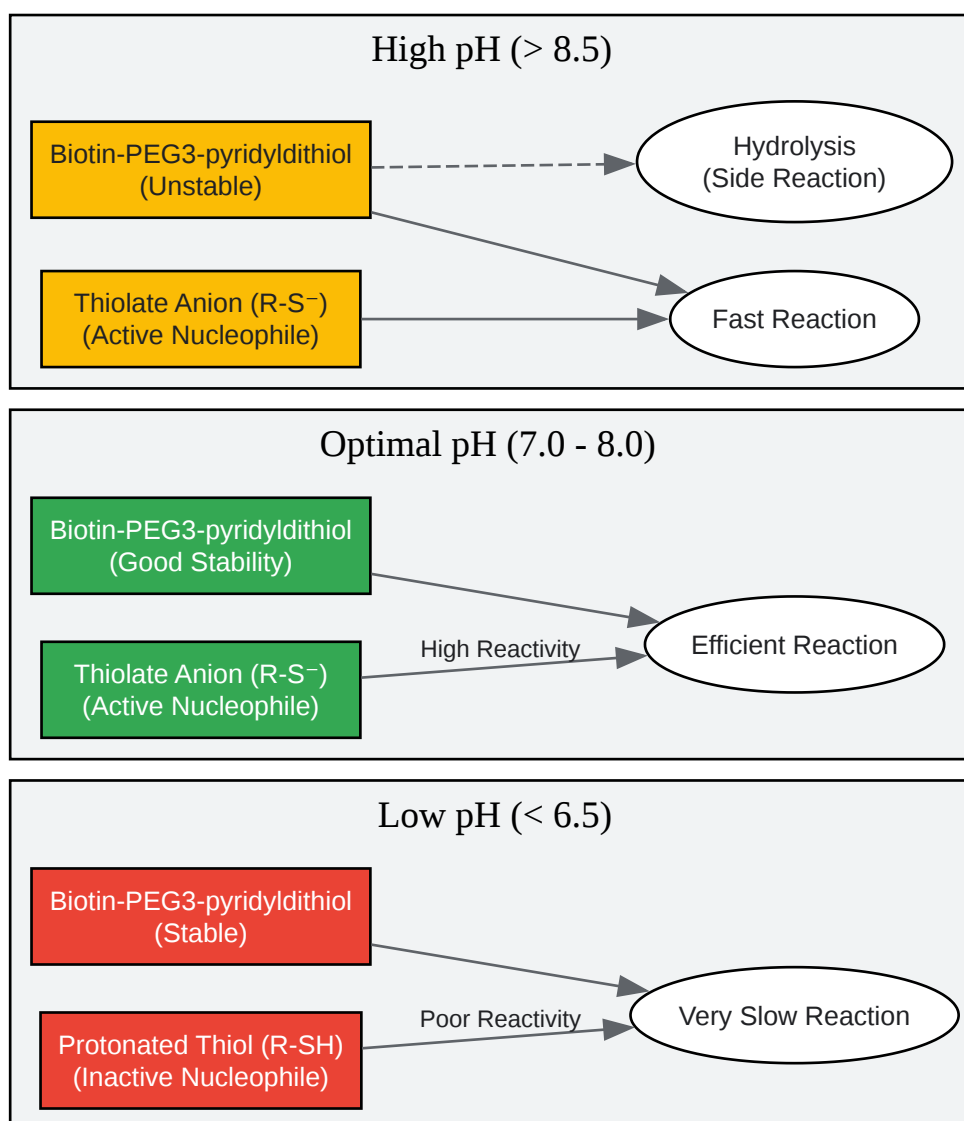 High pH (> 8.5)
Biotin-PEG3-pyridyldithiol
(Unstable)
Hydrolysis
(Side Reaction)
Thiolate Anion (R-S⁻)
(Active Nucleophile)
Fast Reaction
Optimal pH (7.0 - 8.0)
Biotin-PEG3-pyridyldithiol
(Good Stability)
Thiolate Anion (R-S⁻)
(Active Nucleophile)
High Reactivity
Efficient Reaction
Low pH (< 6.5)
Biotin-PEG3-pyridyldithiol
(Stable)
Protonated Thiol (R-SH)
(Inactive Nucleophile)
Poor Reactivity
Very Slow Reaction